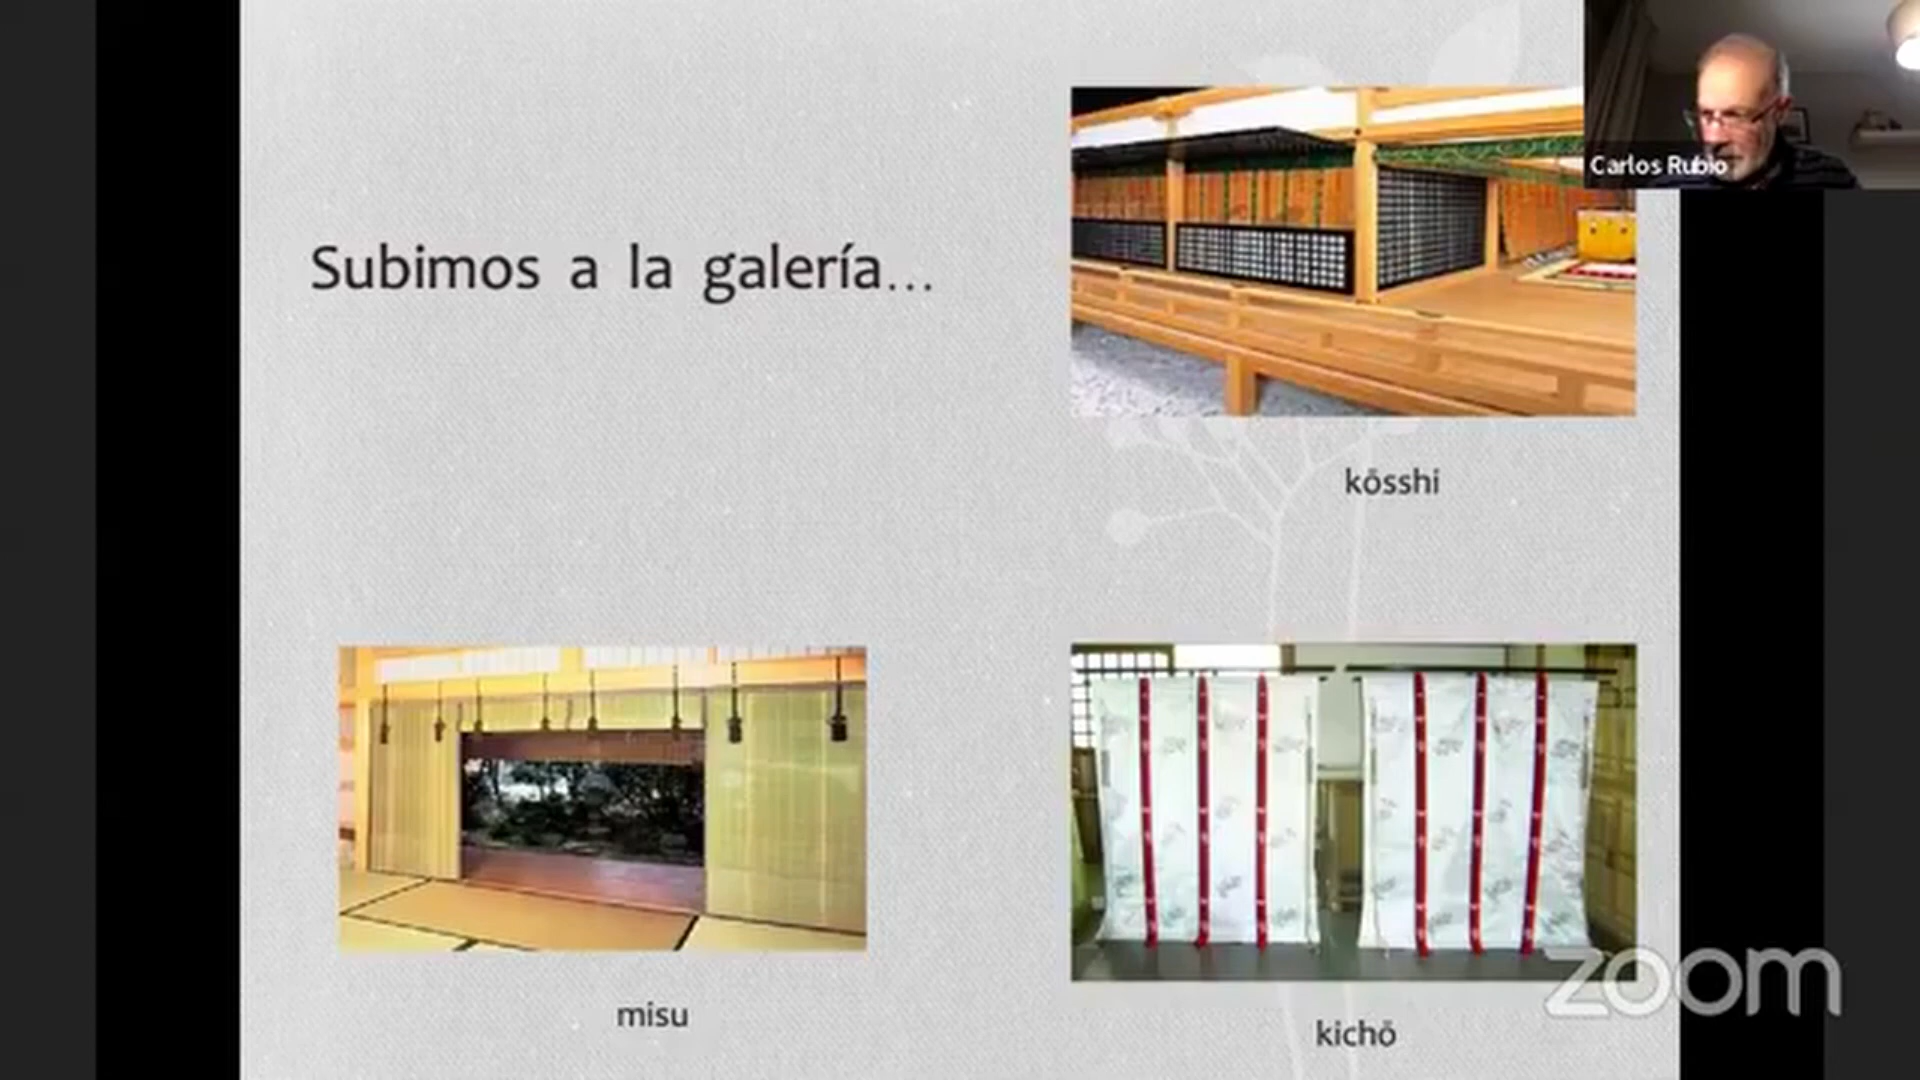 Carlos Rubio
Subimos a la galería...
kōsshi
misu
kichō
zoom